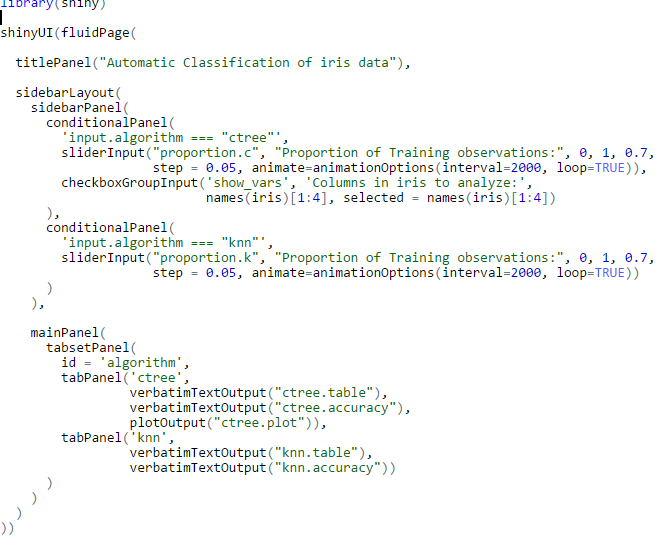 library(shiny)
shinyUI(fluidPage(
titlePanel("Automatic Classification of iris data"),
sidebarLayout(
sidebarPanel(
conditionalPanel(
'input.algorithm === "ctree"',
sliderInput("proportion.c", "Proportion of Training observations:", 0, 1, 0.7,
step = 0.05, animate=animationOptions(interval=2000, loop=TRUE)),
checkboxGroupInput('show_vars', 'Columns in iris to analyze:',
names(iris)[1:4], selected = names(iris)[1:4])
),
conditionalPanel(
'input.algorithm === "knn"',
sliderInput("proportion.k", "Proportion of Training observations:", 0, 1, 0.7,
step = 0.05, animate=animationOptions(interval=2000, loop=TRUE))
)
),
mainPanel(
tabsetPanel(
id = 'algorithm',
tabPanel('ctree',
verbatimTextOutput("ctree.table"),
verbatimTextOutput("ctree.accuracy"),
plotOutput("ctree.plot")),
tabPanel('knn',
verbatimTextOutput("knn.table"),
verbatimTextOutput("knn.accuracy"))
)
)
)
))